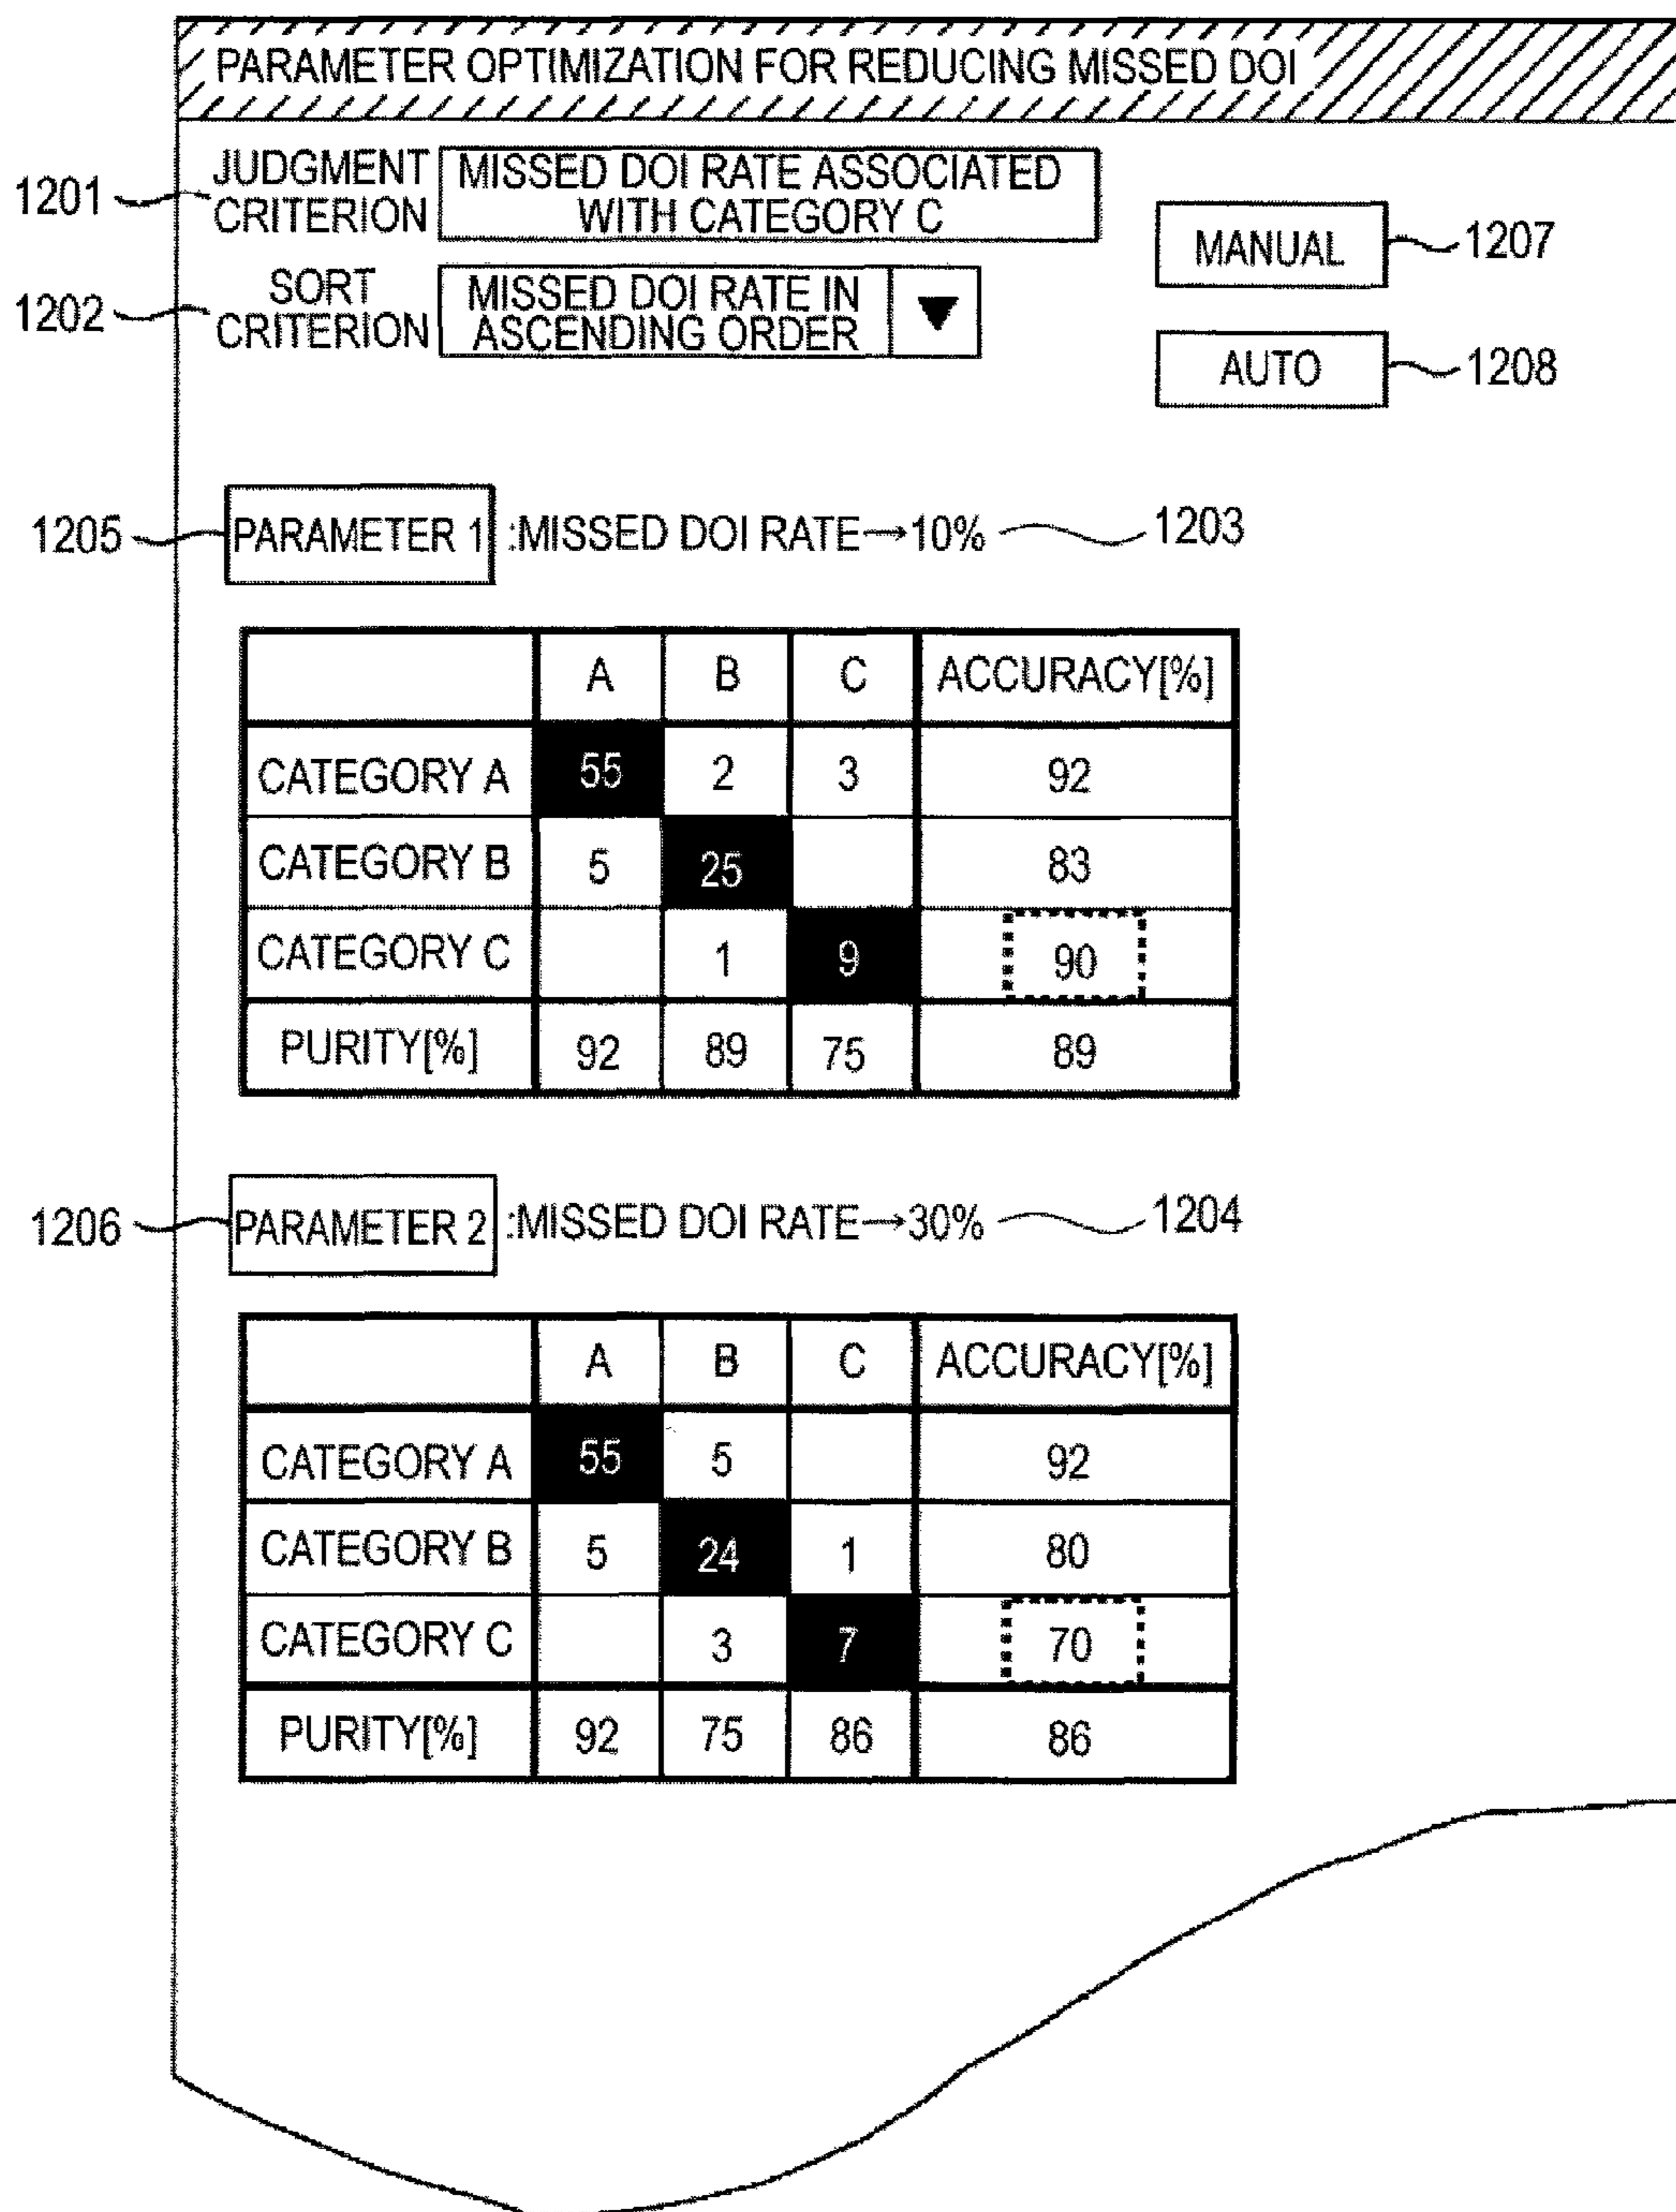 PARAMETER OPTIMIZATION FOR REDUCING MISSED DOI
1201
JUDGMENT CRITERION
MISSED DOI RATE ASSOCIATED
WITH CATEGORY C
MANUAL
1207
1202
SORT CRITERION
MISSED DOI RATE IN
ASCENDING ORDER
▼
AUTO
1208
1205
PARAMETER 1 :MISSED DOI RATE→10%
1203
A B C ACCURACY[%]
CATEGORY A 55 2 3 92
CATEGORY B 5 25 83
CATEGORY C 1 9 90
PURITY[%] 92 89 75 89
1206
PARAMETER 2 :MISSED DOI RATE→30%
1204
A B C ACCURACY[%]
CATEGORY A 55 5 92
CATEGORY B 5 24 1 80
CATEGORY C 3 7 70
PURITY[%] 92 75 86 86